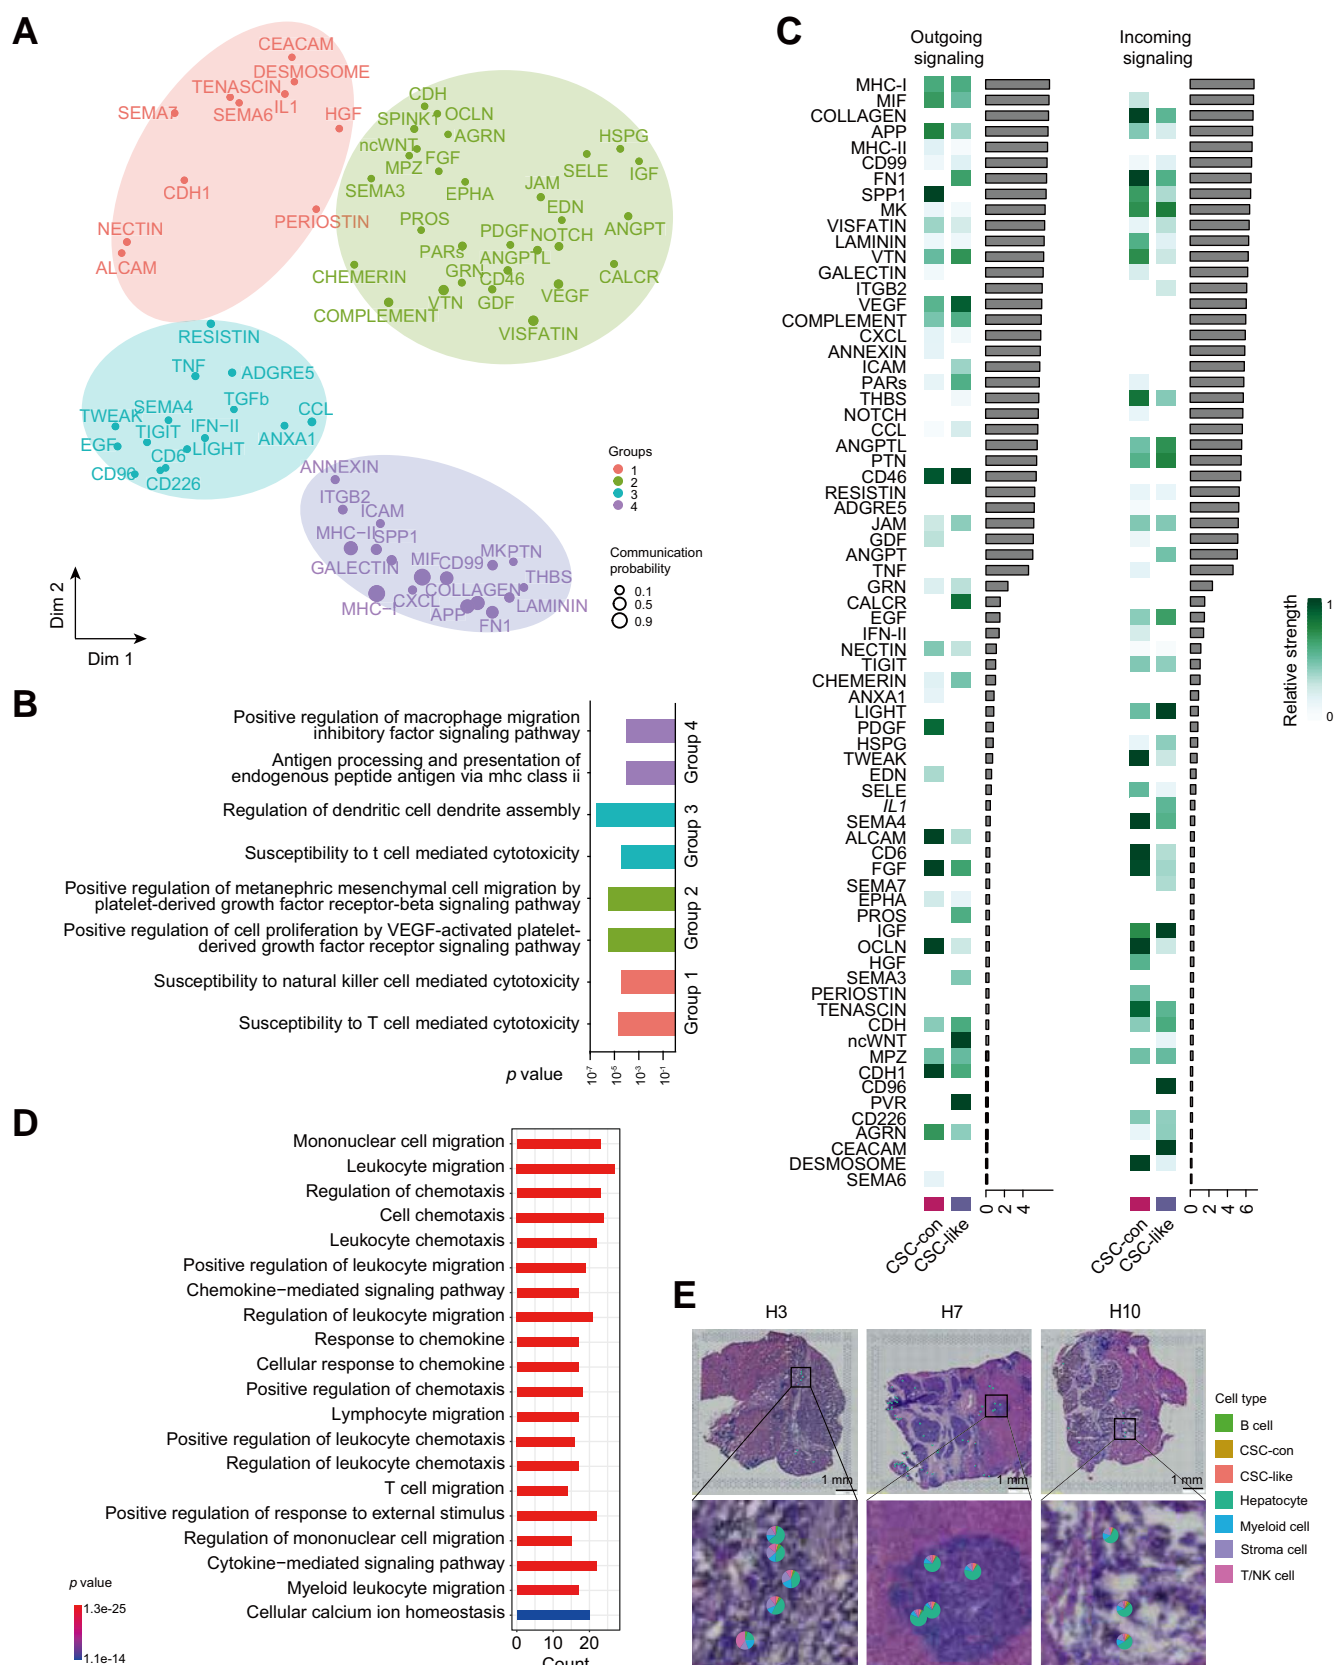 A
CEACAM
DESMOSOME
TENASCIN
SEMA7
SEMA6
IL1
HGF
CDH1
PERIOSTIN
NECTIN
ALCAM
CDH
SPINK1
OCLN
AGRN
ncWNT
MPZ
FGF
SEMA3
EPHA
HSPG
SELE
IGF
JAM
EDN
PROS
PDGF
NOTCH
ANGPT
PARs
ANGPTL
GRN
CD46
CHEMERIN
CALCR
VTN
GDF
VEGF
COMPLEMENT
VISFATIN
RESISTIN
TNF
ADGRE5
TGFb
SEMA4
TWEAK
TIGIT
IFN−II
CCL
ANXA1
EGF
CD6
LIGHT
CD96
CD226
ANNEXIN
ITGB2
ICAM
MHC−II
SPP1
GALECTIN
MIF
CD99
MK
PTN
THBS
COLLAGEN
MHC−I
CXCL
APP
LAMININ
FN1
Groups
1
2
3
4
Communication
probability
0.1
0.5
0.9
Dim 2
Dim 1
B
Positive regulation of macrophage migration
inhibitory factor signaling pathway
Antigen processing and presentation of
endogenous peptide antigen via mhc class ii
Regulation of dendritic cell dendrite assembly
Susceptibility to t cell mediated cytotoxicity
Positive regulation of metanephric mesenchymal cell migration by
platelet-derived growth factor receptor-beta signaling pathway
Positive regulation of cell proliferation by VEGF-activated platelet-
derived growth factor receptor signaling pathway
Susceptibility to natural killer cell mediated cytotoxicity
Susceptibility to T cell mediated cytotoxicity
Group 4
Group 3
Group 2
Group 1
p value
10-7
10-5
10-3
10-1
C
Outgoing
signaling
Incoming
signaling
MHC-I
MIF
COLLAGEN
APP
MHC-II
CD99
FN1
SPP1
MK
VISFATIN
LAMININ
VTN
GALECTIN
ITGB2
VEGF
COMPLEMENT
CXCL
ANNEXIN
ICAM
PARs
THBS
NOTCH
CCL
ANGPTL
PTN
CD46
RESISTIN
ADGRE5
JAM
GDF
ANGPT
TNF
GRN
CALCR
EGF
IFN-II
NECTIN
TIGIT
CHEMERIN
ANXA1
LIGHT
PDGF
HSPG
TWEAK
EDN
SELE
IL1
SEMA4
ALCAM
CD6
FGF
SEMA7
EPHA
PROS
IGF
OCLN
HGF
SEMA3
PERIOSTIN
TENASCIN
CDH
ncWNT
MPZ
CDH1
CD96
PVR
CD226
AGRN
CEACAM
DESMOSOME
SEMA6
0 2 4
0 2 4 6
CSC-con
CSC-like
CSC-con
CSC-like
Relative strength
1
0
D
Mononuclear cell migration
Leukocyte migration
Regulation of chemotaxis
Cell chemotaxis
Leukocyte chemotaxis
Positive regulation of leukocyte migration
Chemokine−mediated signaling pathway
Regulation of leukocyte migration
Response to chemokine
Cellular response to chemokine
Positive regulation of chemotaxis
Lymphocyte migration
Positive regulation of leukocyte chemotaxis
Regulation of leukocyte chemotaxis
T cell migration
Positive regulation of response to external stimulus
Regulation of mononuclear cell migration
Cytokine−mediated signaling pathway
Myeloid leukocyte migration
Cellular calcium ion homeostasis
0 10 20
Count
p value
1.3e-25
1.1e-14
E
H3
H7
H10
1 mm
1 mm
1 mm
Cell type
B cell
CSC-con
CSC-like
Hepatocyte
Myeloid cell
Stroma cell
T/NK cell